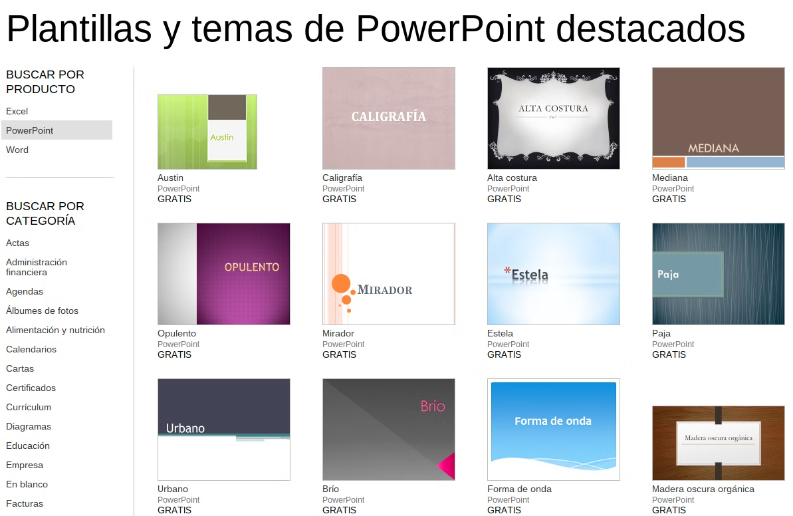 Plantillas y temas de PowerPoint destacados
BUSCAR POR
PRODUCTO
Excel
PowerPoint
Word
BUSCAR POR
CATEGORÍA
Actas
Administración
financiera
Agendas
Álbumes de fotos
Alimentación y nutrición
Calendarios
Cartas
Certificados
Curriculum
Diagramas
Educación
Empresa
En blanco
Facturas
Austin
Austin
PowerPoint
GRATIS
CALIGRAFÍA
Caligrafía
PowerPoint
GRATIS
ALTA COSTURA
Alta costura
PowerPoint
GRATIS
MEDIANA
Mediana
PowerPoint
GRATIS
OPULENTO
Opulento
PowerPoint
GRATIS
MIRADOR
Mirador
PowerPoint
GRATIS
*Estela
Estela
PowerPoint
GRATIS
Paja
Paja
PowerPoint
GRATIS
Urbano
Urbano
PowerPoint
GRATIS
Brío
Brío
PowerPoint
GRATIS
Forma de onda
Forma de onda
PowerPoint
GRATIS
Madera oscura orgánica
Madera oscura orgánica
PowerPoint
GRATIS